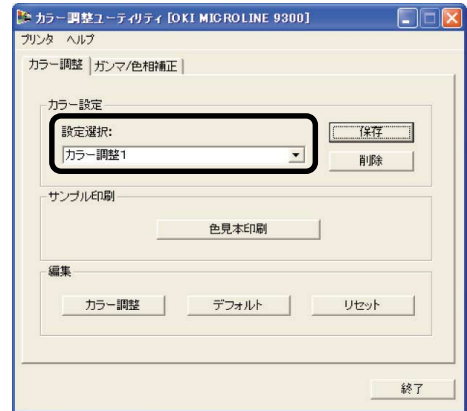 カラー調整ユーティリティ [OKI MICROLINE 9300]
プリンタ ヘルプ
カラー調整 ガンマ/色相補正
カラー設定
設定選択:
保存
カラー調整1
削除
サンプル印刷
色見本印刷
編集
カラー調整 デフォルト リセット
終了